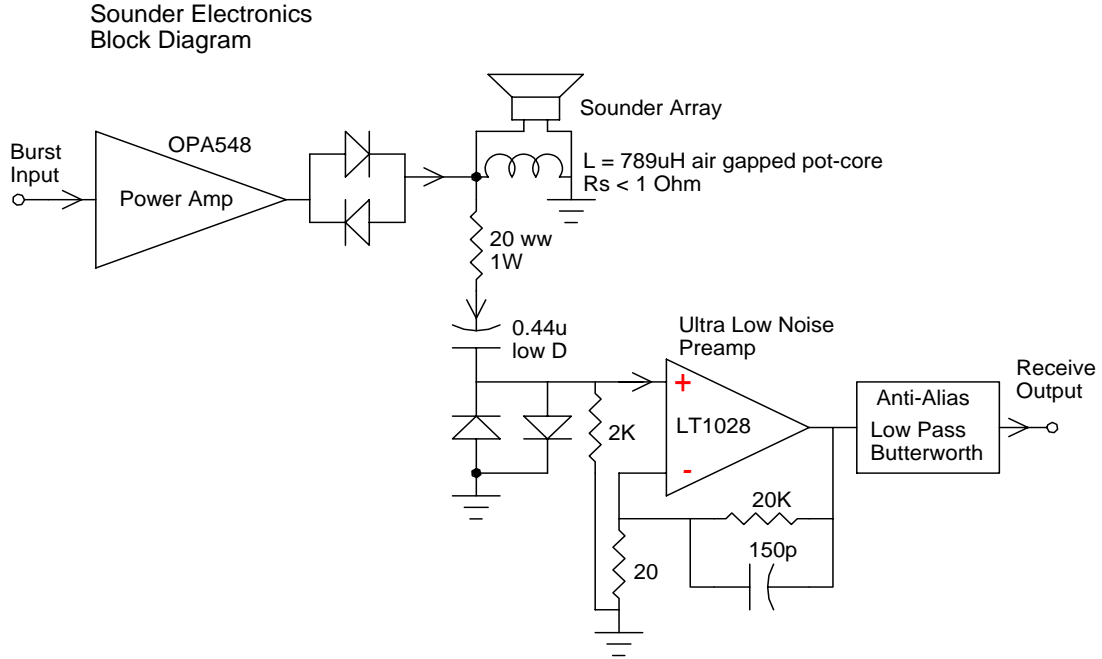 Sounder Electronics
Block Diagram
Sounder Array
OPA548
Burst
Input
Power Amp
L = 789uH air gapped pot-core
Rs < 1 Ohm
20 ww
1W
0.44u
low D
Ultra Low Noise
Preamp
Receive
Output
+
Anti-Alias
Low Pass
Butterworth
LT1028
2K
-
20K
150p
20